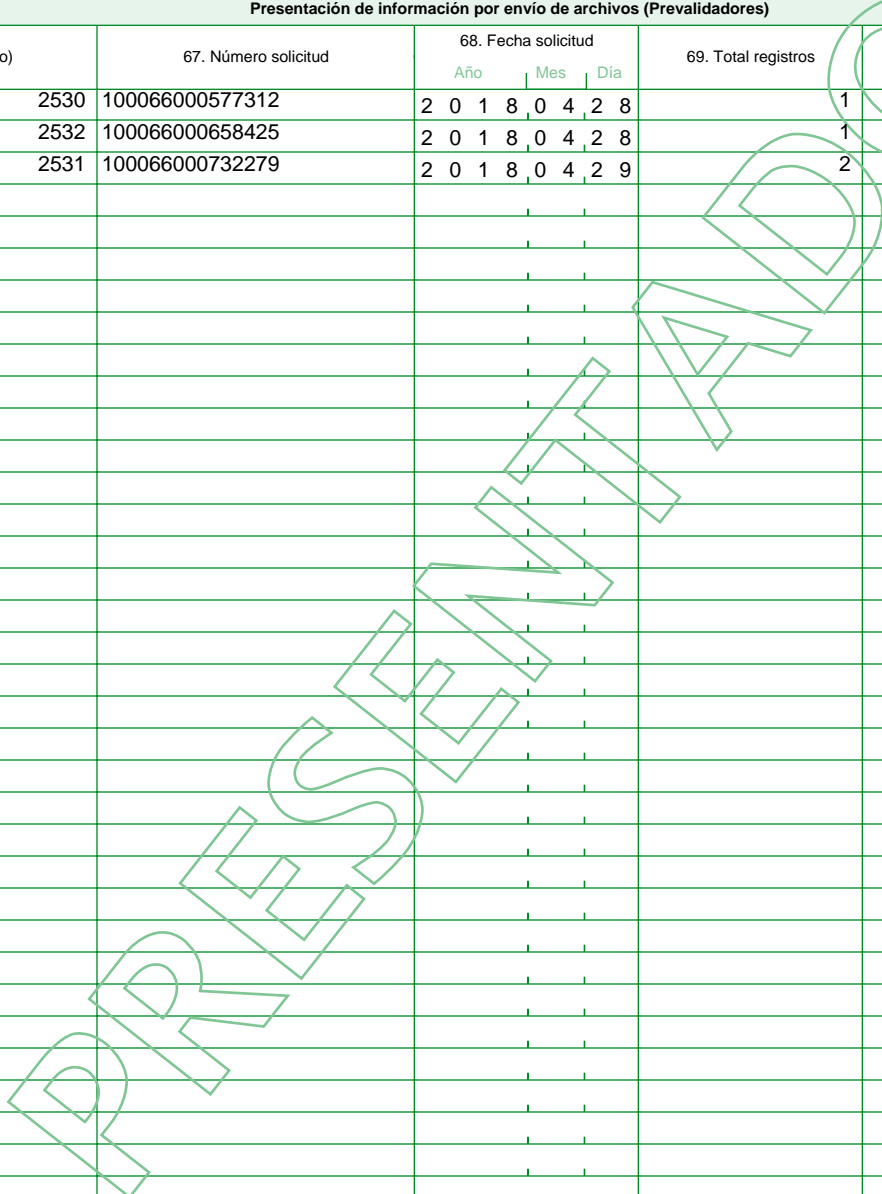 Presentación de información por envío de archivos (Prevalidadores)
o) 67. Número solicitud 68. Fecha solicitud 69. Total registros
Año Mes Día
2530 100066000577312 2 0 1 8 0 4 2 8 1
2532 100066000658425 2 0 1 8 0 4 2 8 1
2531 100066000732279 2 0 1 8 0 4 2 9 2
PRESENTADO